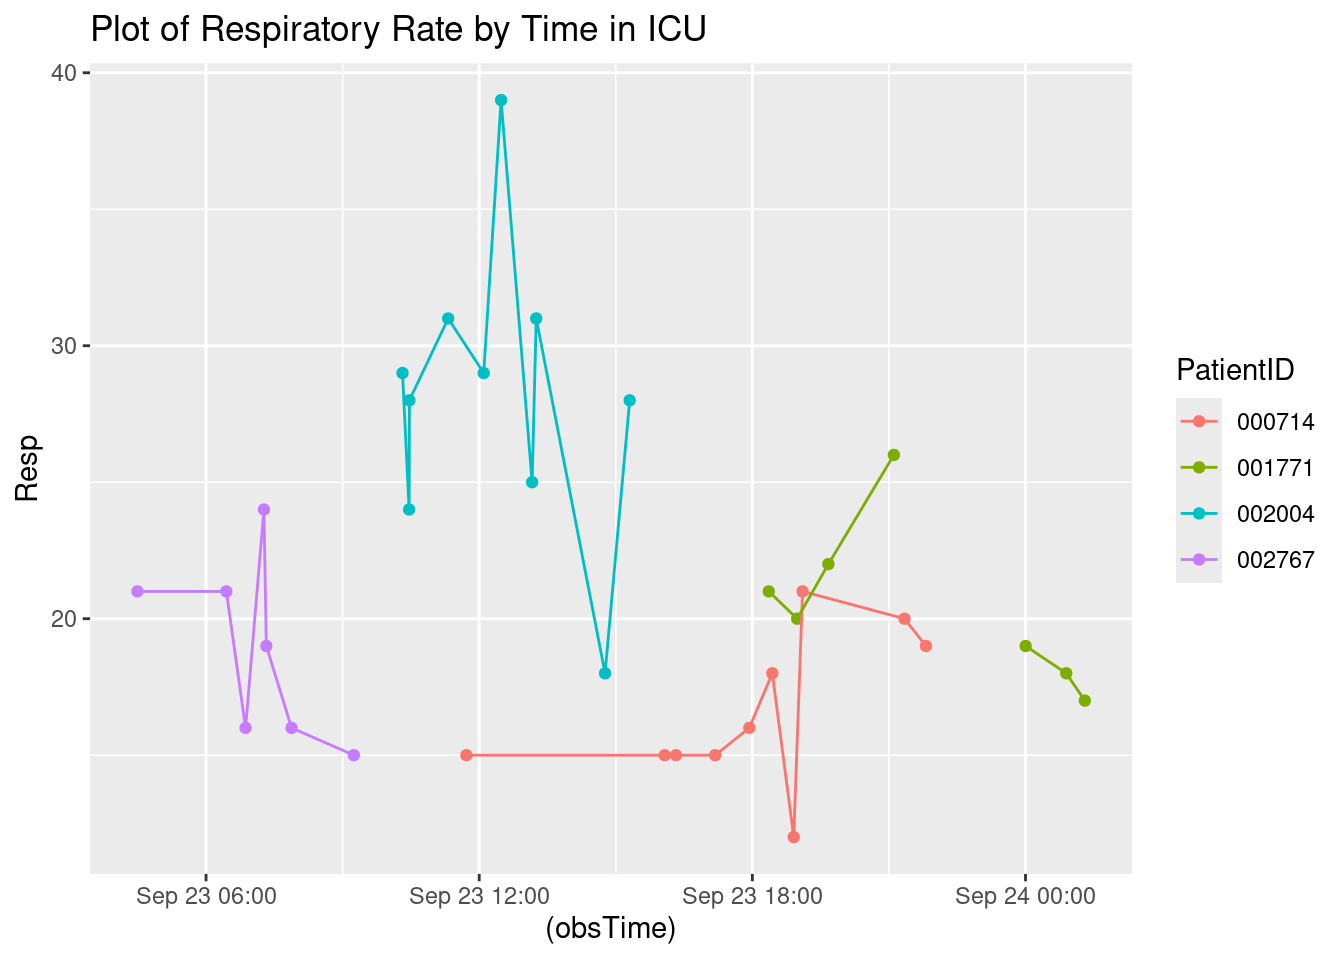 Plot of Respiratory Rate by Time in ICU
40
30
20
Resp
Sep 23 06:00
Sep 23 12:00
Sep 23 18:00
Sep 24 00:00
(obsTime)
PatientID
000714
001771
002004
002767